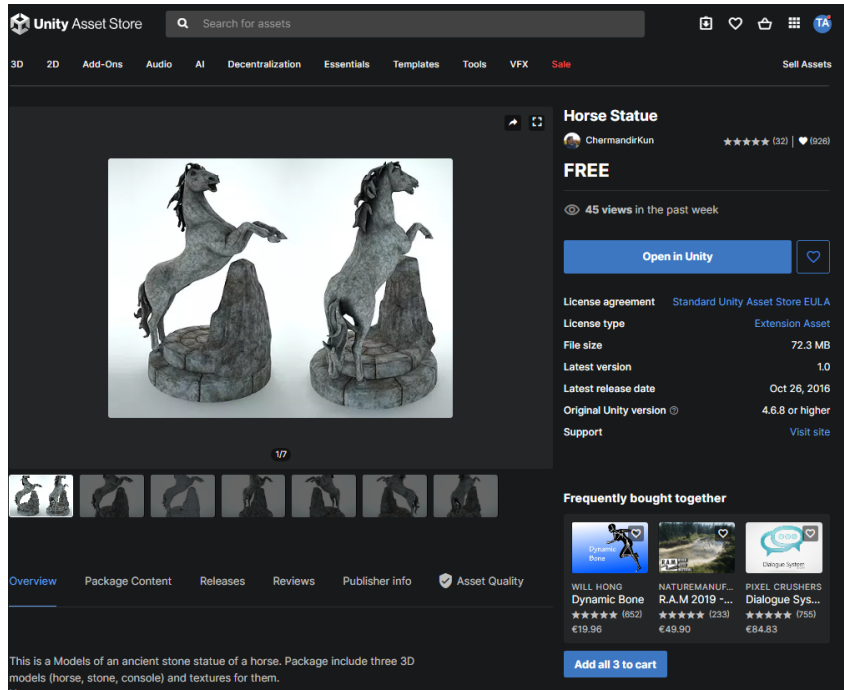 Unity Asset Store
Search for assets
TA
3D 2D Add-Ons Audio AI Decentralization Essentials Templates Tools VFX Sale Sell Assets
Horse Statue
ChermandirKun (32) | (926)
FREE
45 views in the past week
Open in Unity
License agreement Standard Unity Asset Store EULA
License type Extension Asset
File size 72.3 MB
Latest version 1.0
Latest release date Oct 26, 2016
Original Unity version 4.6.8 or higher
Support Visit site
1/7
Frequently bought together
Dynamic
Bone
R.A.M
Dialogue System
WILL HONG NATUREMANUF... PIXEL CRUSHERS
Dynamic Bone R.A.M 2019 -... Dialogue Sys...
(652) (233) (755)
€19.96 €49.90 €84.83
Add all 3 to cart
Overview Package Content Releases Reviews Publisher info Asset Quality
This is a Models of an ancient stone statue of a horse. Package include three 3D
models (horse, stone, console) and textures for them.